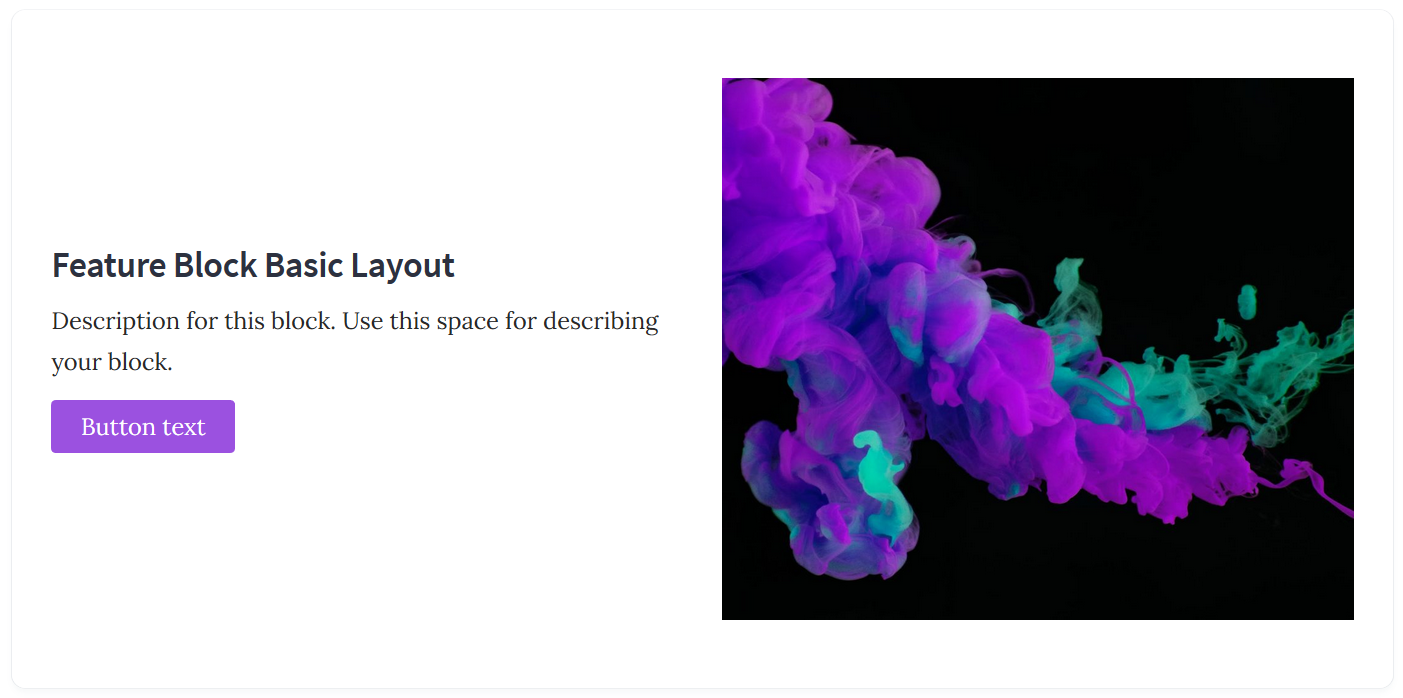 Feature Block Basic Layout
Description for this block. Use this space for describing
your block.
Button text